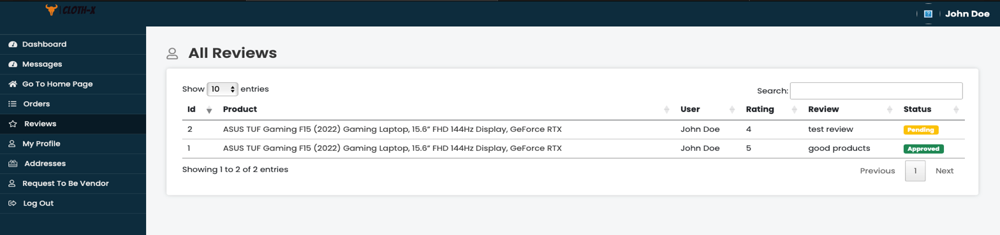 CLOTH-X
John Doe
Dashboard
Messages
Go To Home Page
Orders
Reviews
My Profile
Addresses
Request To Be Vendor
Log Out
All Reviews
Show 10 entries
Search:
Id Product User Rating Review Status
2 ASUS TUF Gaming F15 (2022) Gaming Laptop, 15.6” FHD 144Hz Display, GeForce RTX John Doe 4 test review Pending
1 ASUS TUF Gaming F15 (2022) Gaming Laptop, 15.6” FHD 144Hz Display, GeForce RTX John Doe 5 good products Approved
Showing 1 to 2 of 2 entries
Previous 1 Next